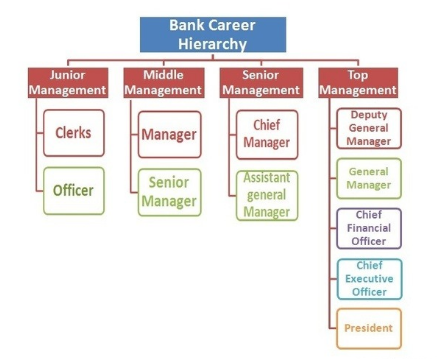 Bank Career
Hierarchy
Junior
Management
Middle
Management
Senior
Management
Top
Management
Clerks
Officer
Manager
Senior
Manager
Chief
Manager
Assistant
general
Manager
Deputy
General
Manager
General
Manager
Chief
Financial
Officer
Chief
Executive
Officer
President